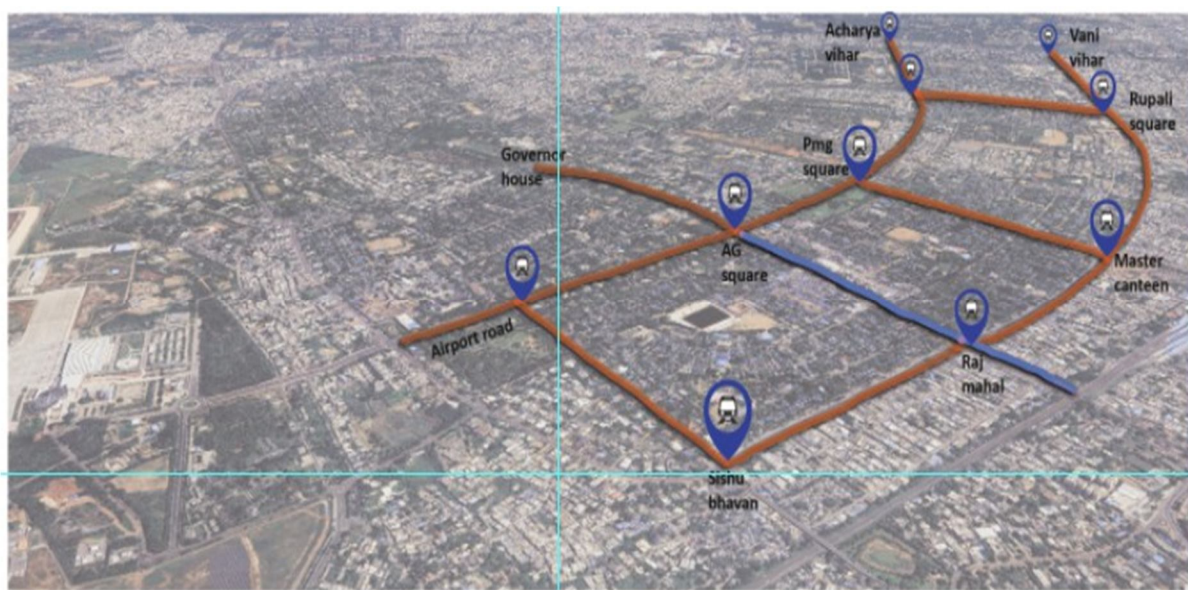 Acharya
vihar
Vani
vihar
Rupali
square
Pmg
square
Governor
house
AG
square
Master
canteen
Airport road
Raj
mahal
Sishu
bhavan